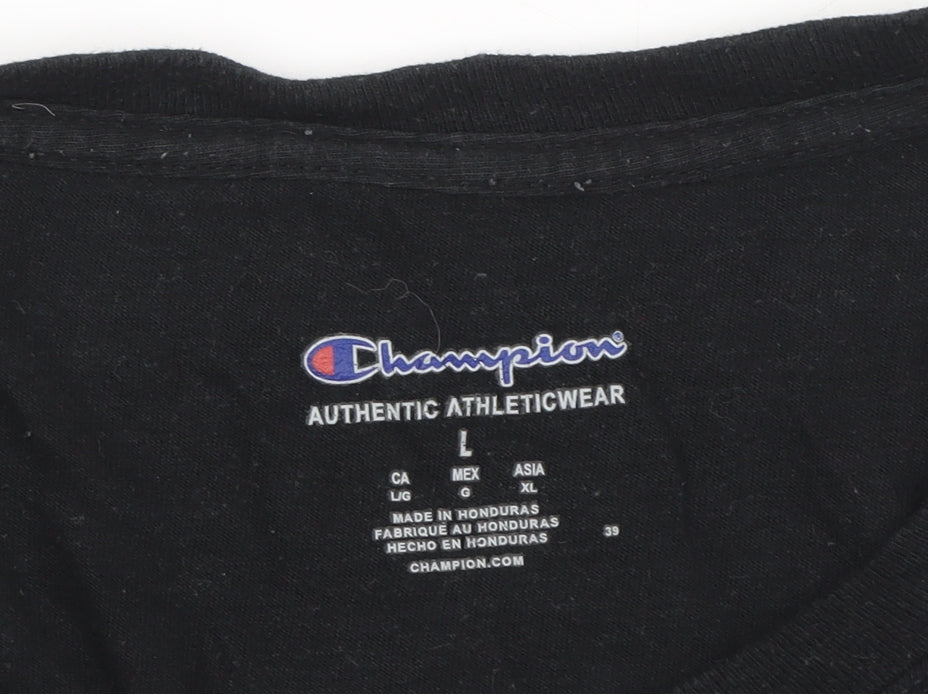 Champion®
AUTHENTIC ATHLETICWEAR
L
CA MEX ASIA
L/G G XL
MADE IN HONDURAS
FABRIQUE AU HONDURAS
HECHO EN HONDURAS
39
CHAMPION.COM